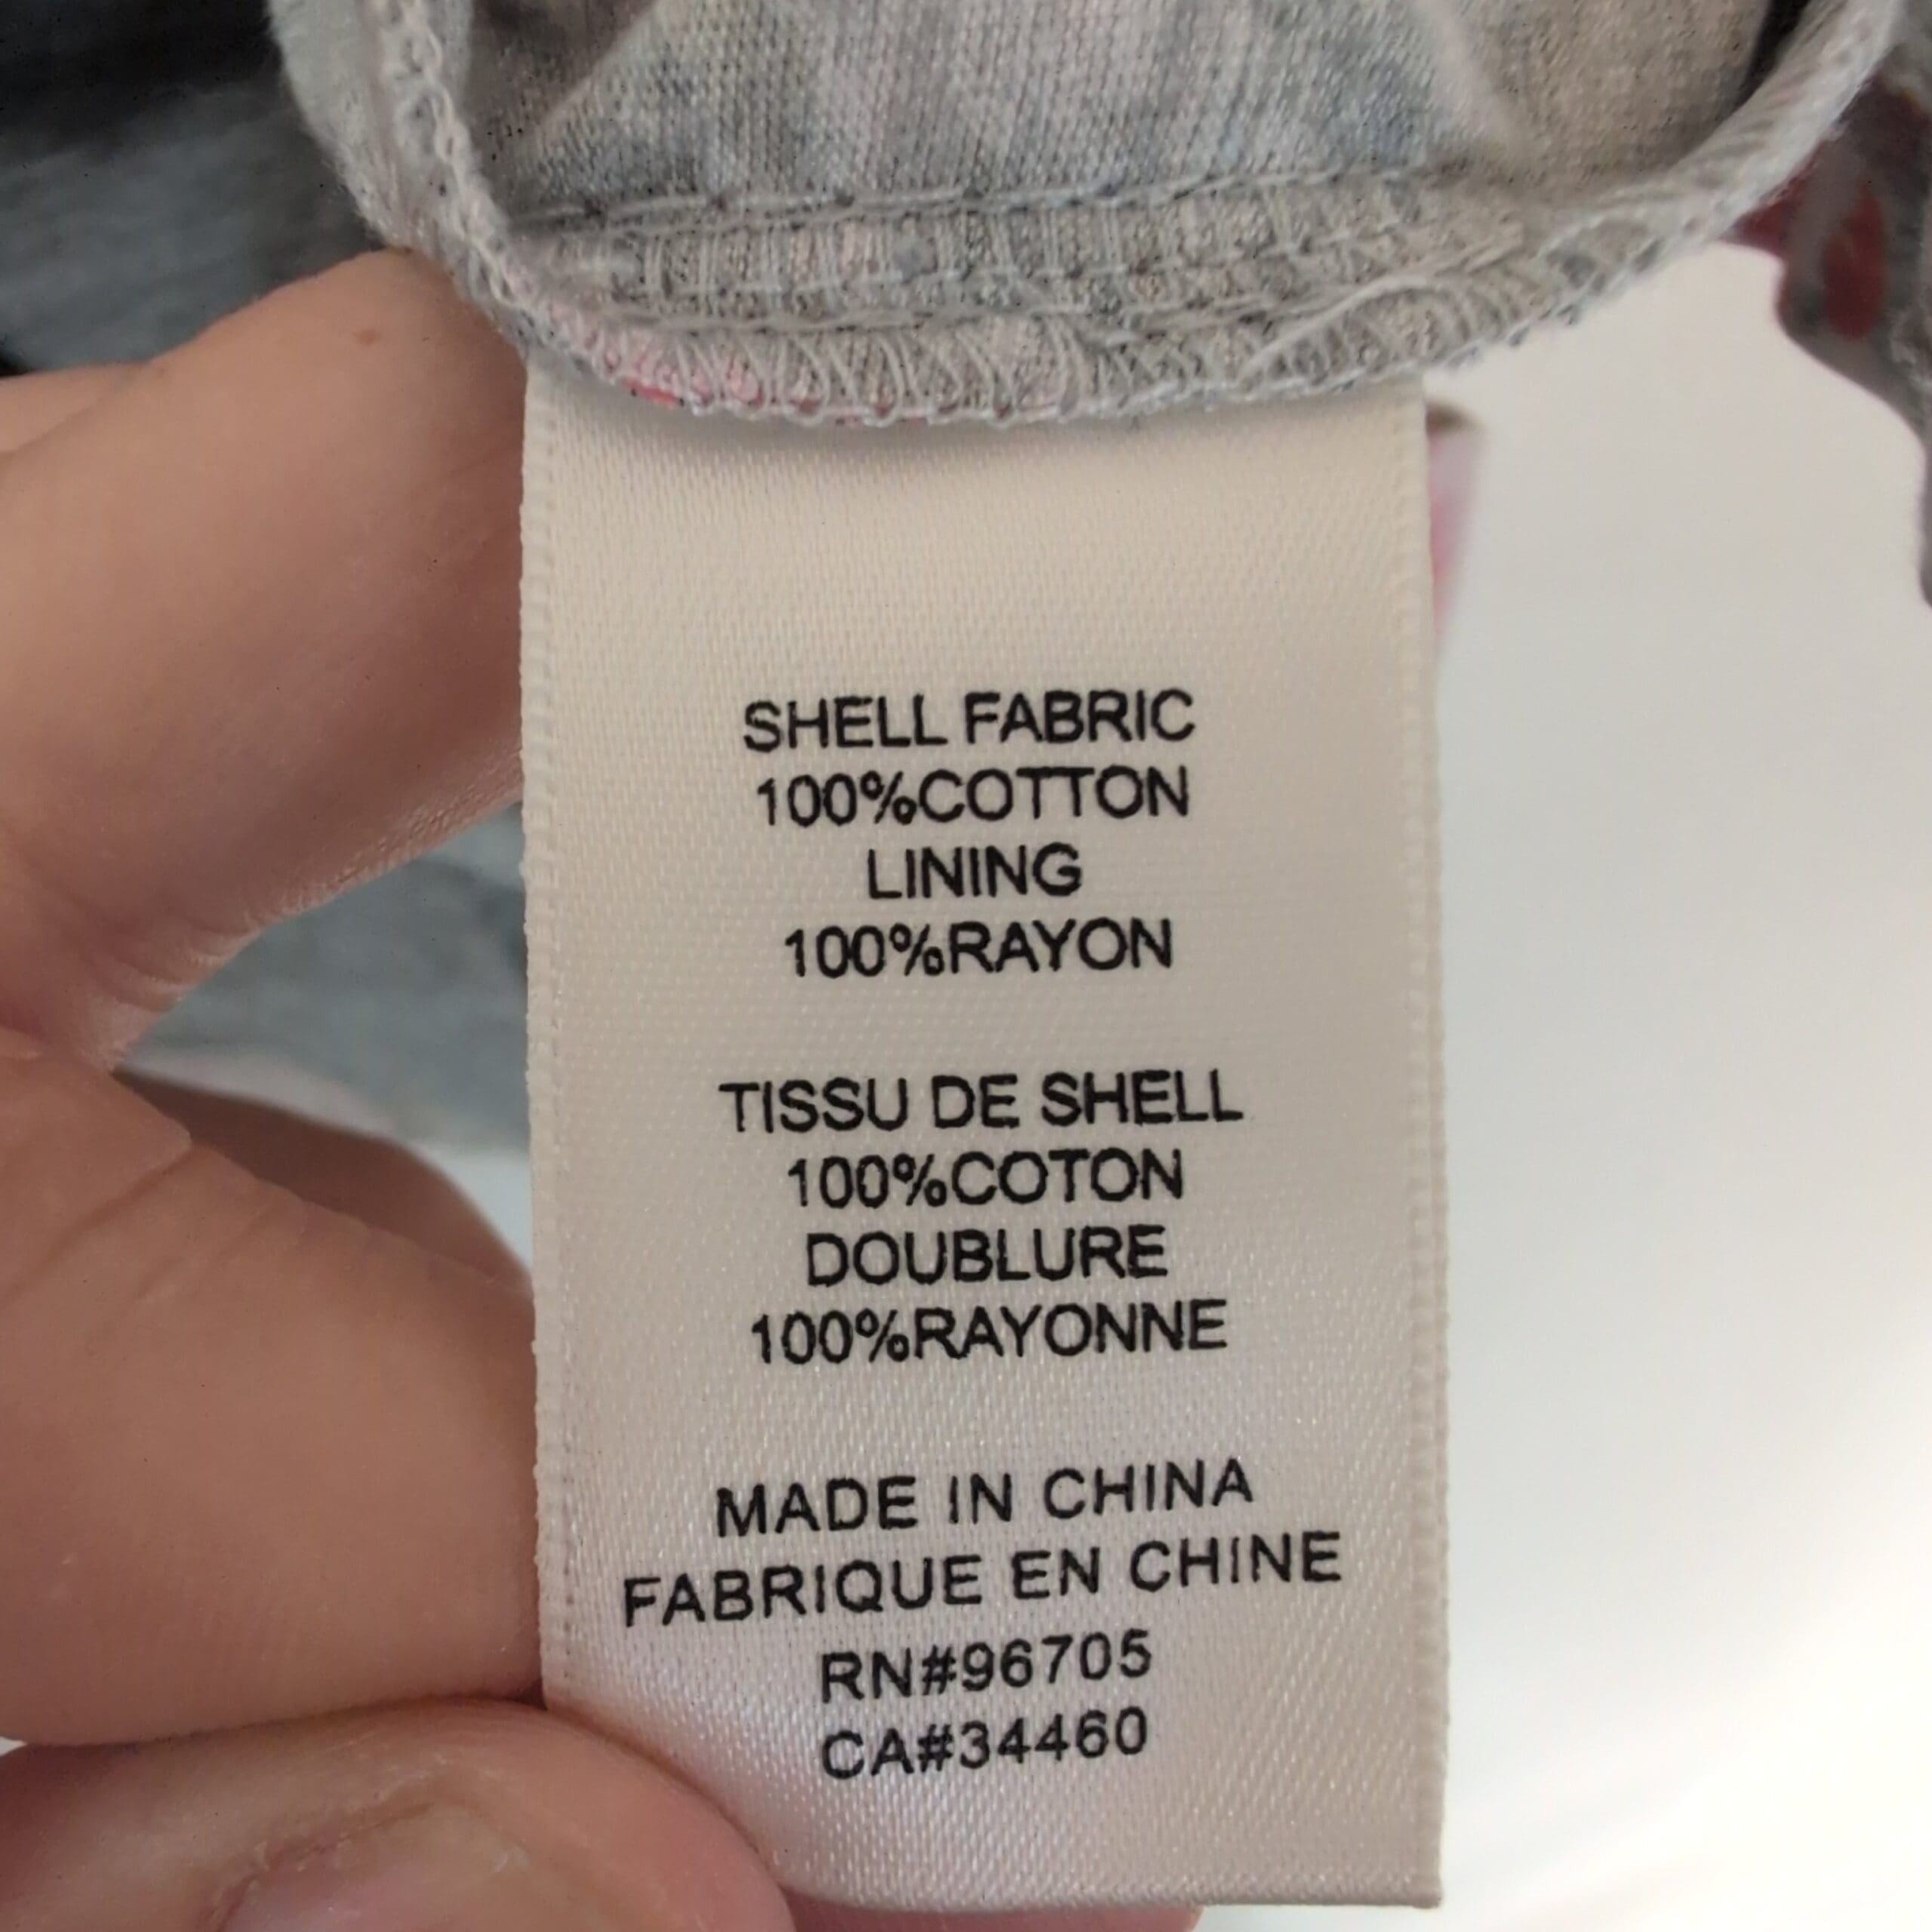 SHELL FABRIC
100%COTTON
LINING
100%RAYON
TISSU DE SHELL
100%COTON
DOUBLURE
100%RAYONNE
MADE IN CHINA
FABRIQUE EN CHINE
RN#96705
CA#34460